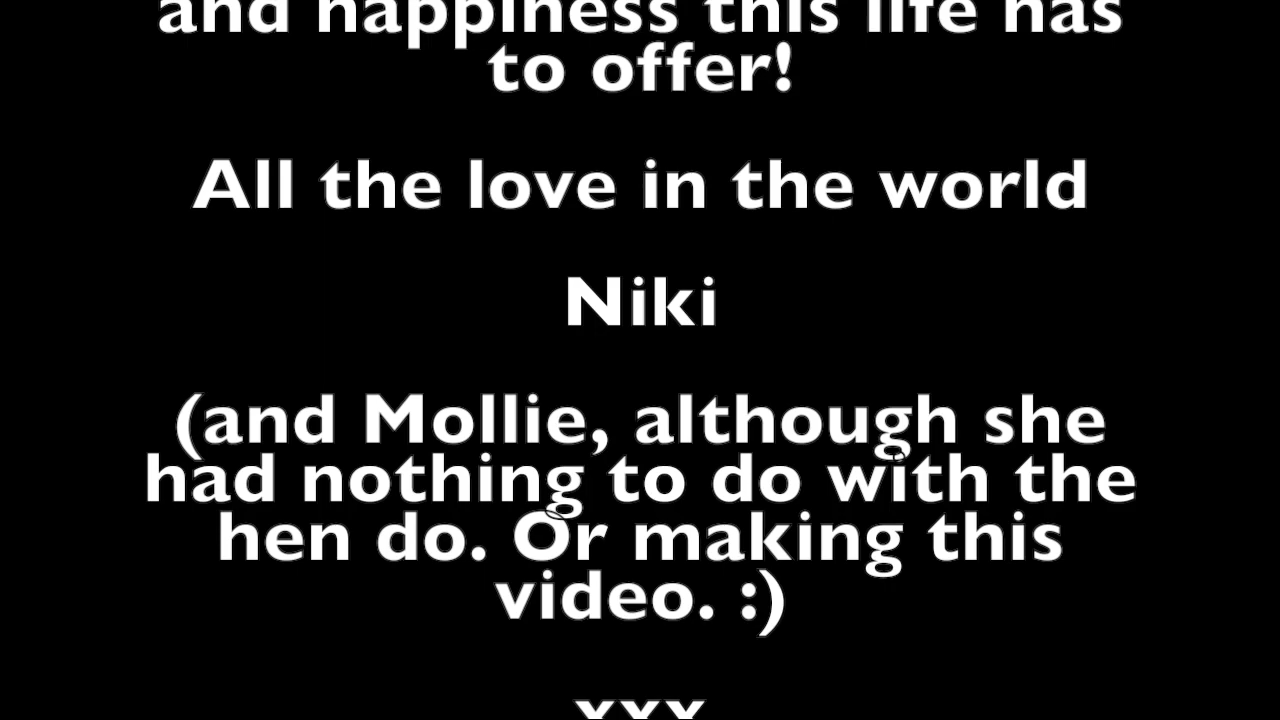 and happiness this life has
to offer!
All the love in the world
Niki
(and Mollie, although she
had nothing to do with the
hen do. Or making this
video. :)
xxx